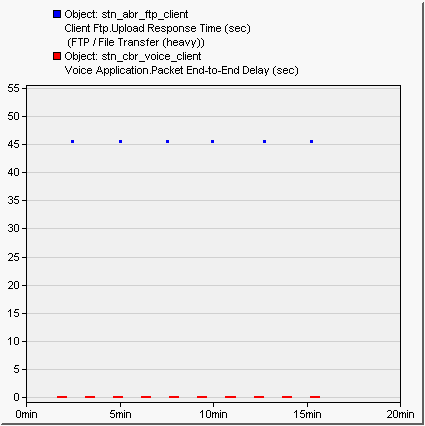 Object: stn_abr_ftp_client
Client Ftp.Upload Response Time (sec)
(FTP / File Transfer (heavy))
Object: stn_cbr_voice_client
Voice Application.Packet End-to-End Delay (sec)
55
50
45
40
35
30
25
20
15
10
5
0
0min 5min 10min 15min 20min